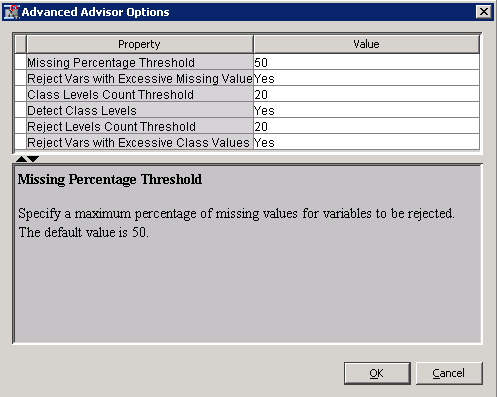 Advanced Advisor Options
Property Value
Missing Percentage Threshold 50
Reject Vars with Excessive Missing Value Yes
Class Levels Count Threshold 20
Detect Class Levels Yes
Reject Levels Count Threshold 20
Reject Vars with Excessive Class Values Yes
Missing Percentage Threshold
Specify a maximum percentage of missing values for variables to be rejected.
The default value is 50.
OK Cancel